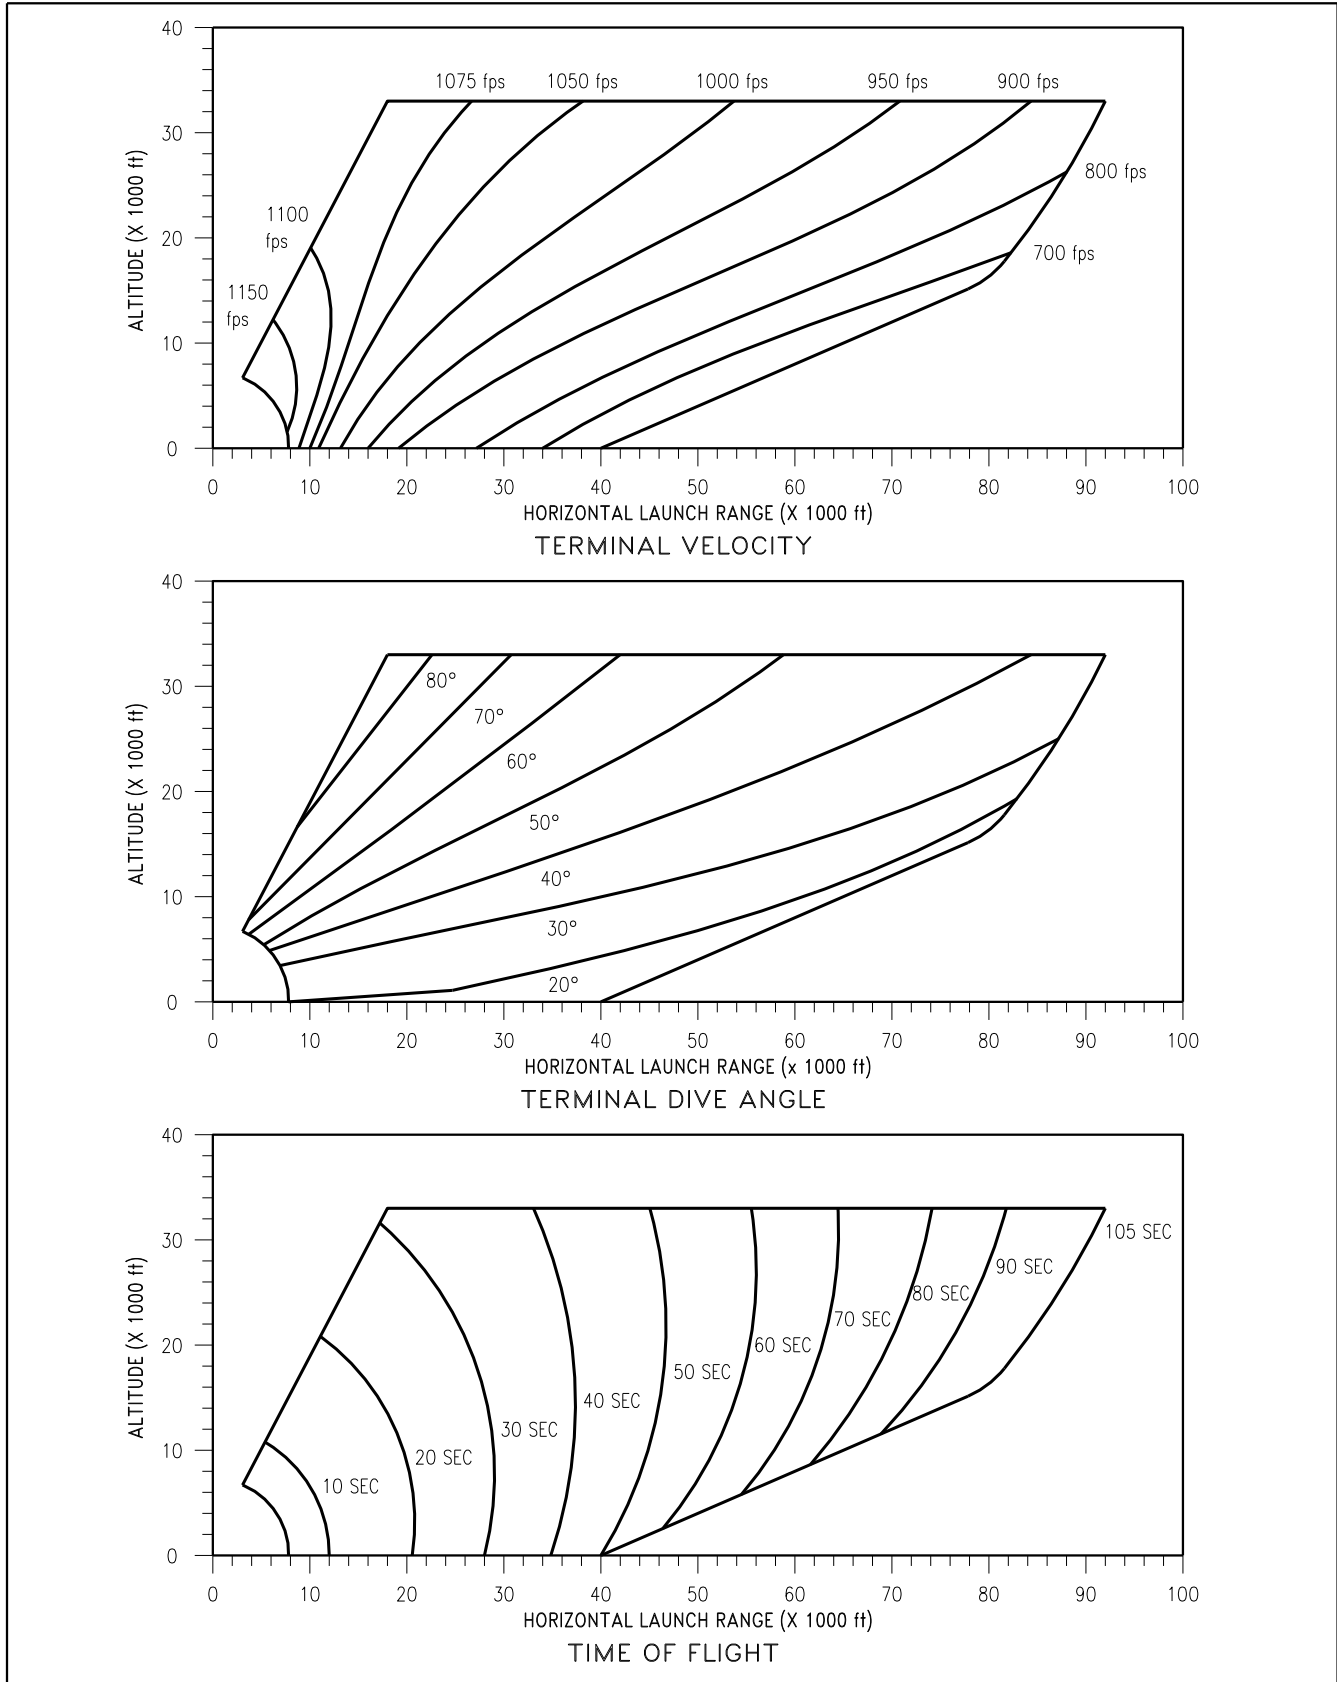 40
1075 fps 1050 fps 1000 fps 950 fps 900 fps
30
800 fps
1100
fps
20
700 fps
1150
fps
10
0
ALTITUDE (X 1000 ft)
0 10 20 30 40 50 60 70 80 90 100
HORIZONTAL LAUNCH RANGE (X 1000 ft)
TERMINAL VELOCITY
40
80°
30
70°
60°
20
50°
40°
10
30°
20°
0
ALTITUDE (X 1000 ft)
0 10 20 30 40 50 60 70 80 90 100
HORIZONTAL LAUNCH RANGE (x 1000 ft)
TERMINAL DIVE ANGLE
40
105 SEC
30
90 SEC
80 SEC
70 SEC
20
60 SEC
50 SEC
40 SEC
30 SEC
10
20 SEC
10 SEC
0
ALTITUDE (X 1000 ft)
0 10 20 30 40 50 60 70 80 90 100
HORIZONTAL LAUNCH RANGE (X 1000 ft)
TIME OF FLIGHT